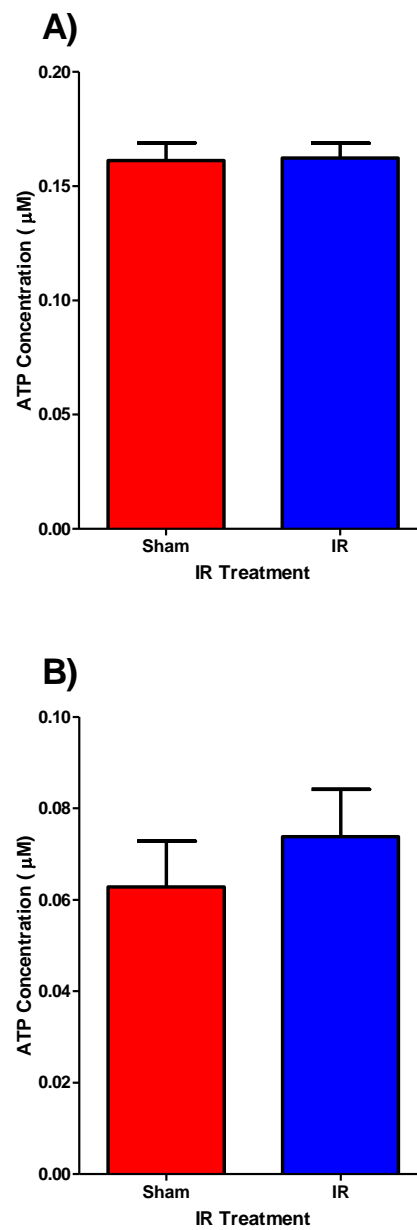 A)
ATP Concentration ( µM)
0.20
0.15
0.10
0.05
0.00
Sham IR
IR Treatment
B)
ATP Concentration ( µM)
0.10
0.08
0.06
0.04
0.02
0.00
Sham IR
IR Treatment